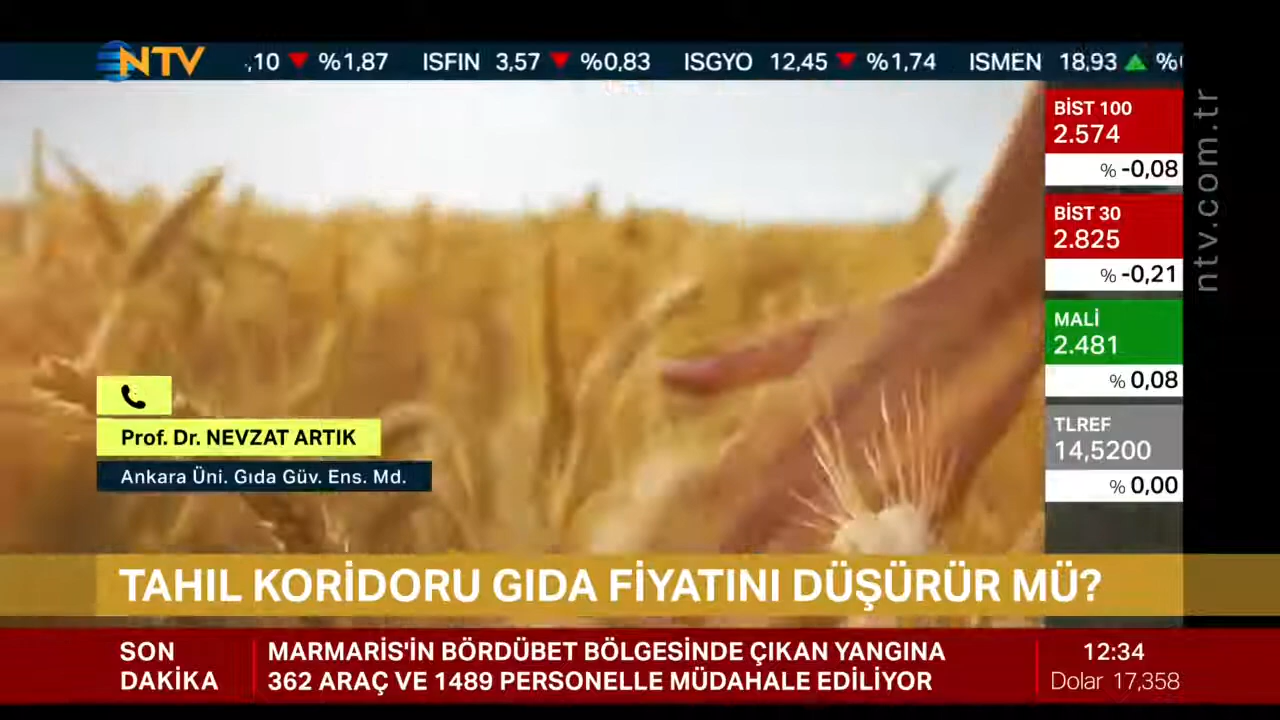 NTV
,10 %1,87 ISFIN 3,57 %0,83 ISGYO 12,45 %1,74 ISMEN 18,93 %
BİST 100
2.574
% -0,08
BİST 30
2.825
% -0,21
MALİ
2.481
% 0,08
TLREF
14,5200
% 0,00
ntv.com.tr
Prof. Dr. NEVZAT ARTIK
Ankara Üni. Gıda Güv. Ens. Md.
TAHIL KORİDORU GIDA FİYATINI DÜŞÜRÜR MÜ?
SON DAKİKA
MARMARİS'İN BÖRDÜBET BÖLGESİNDE ÇIKAN YANGINA
362 ARAÇ VE 1489 PERSONELLE MÜDAHALE EDİLİYOR
12:34
Dolar 17,358